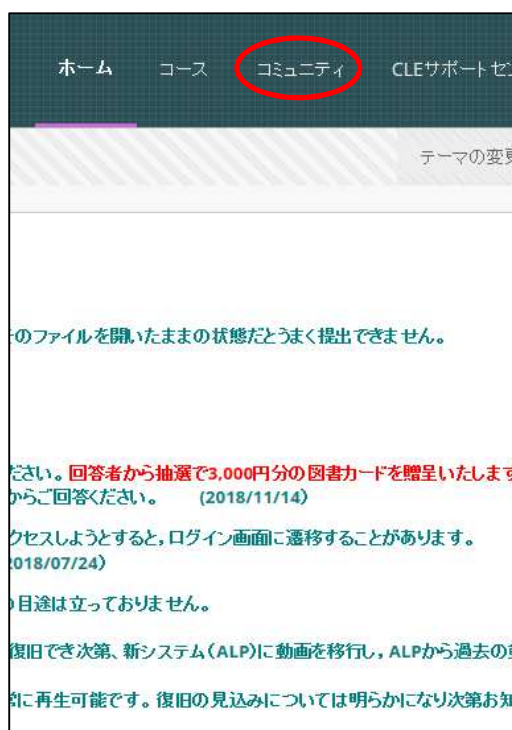 ホーム コース コミュニティ CLEサポートセン
テーマの変更
のファイルを開いたままの状態だとうまく提出できません。
ださい。回答者から抽選で3,000円分の図書カードを贈呈いたします
からご回答ください。 (2018/11/14)
クセスしようとすると，ログイン画面に遷移することがあります。
2018/07/24)
目途は立っておりません。
復旧でき次第、新システム(ALP)に動画を移行し，ALPから過去の
に再生可能です。復旧の見込みについては明らかになり次第お知